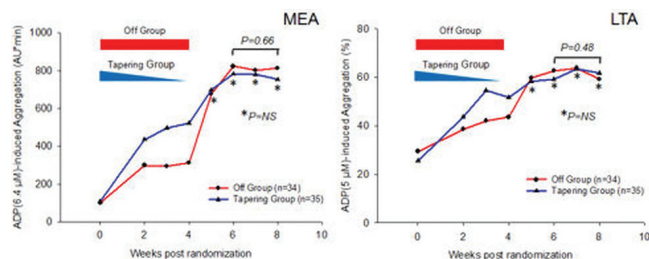 MEA
Off Group
Tapering Group
P=0.66
*P=NS
Off Group (n=34)
Tapering Group (n=35)
ADP(6.4 μM)-induced Aggregation (AU*min)
1000
800
600
400
200
0
0 2 4 6 8 10
Weeks post randomization
LTA
Off Group
Tapering Group
P=0.48
*P=NS
Off Group (n=34)
Tapering Group (n=35)
ADP(5 μM)-induced Aggregation (%)
80
60
40
20
0
0 2 4 6 8 10
Weeks post randomization